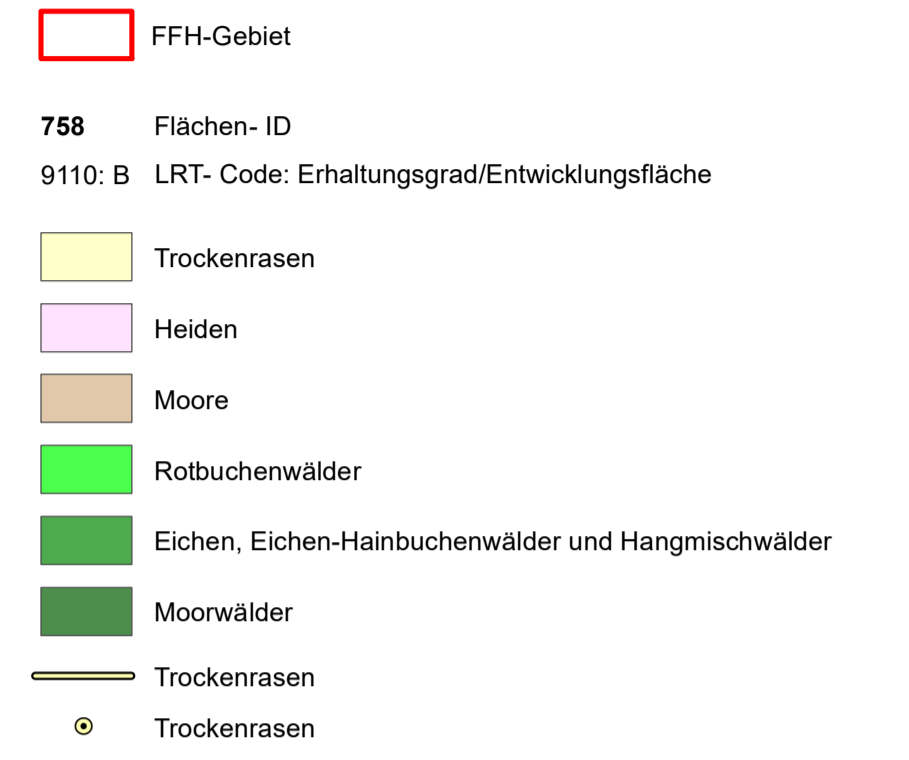 FFH-Gebiet
758 Flächen- ID
9110: B LRT- Code: Erhaltungsgrad/Entwicklungsfläche
Trockenrasen
Heiden
Moore
Rotbuchenwälder
Eichen, Eichen-Hainbuchenwälder und Hangmischwälder
Moorwälder
Trockenrasen
Trockenrasen